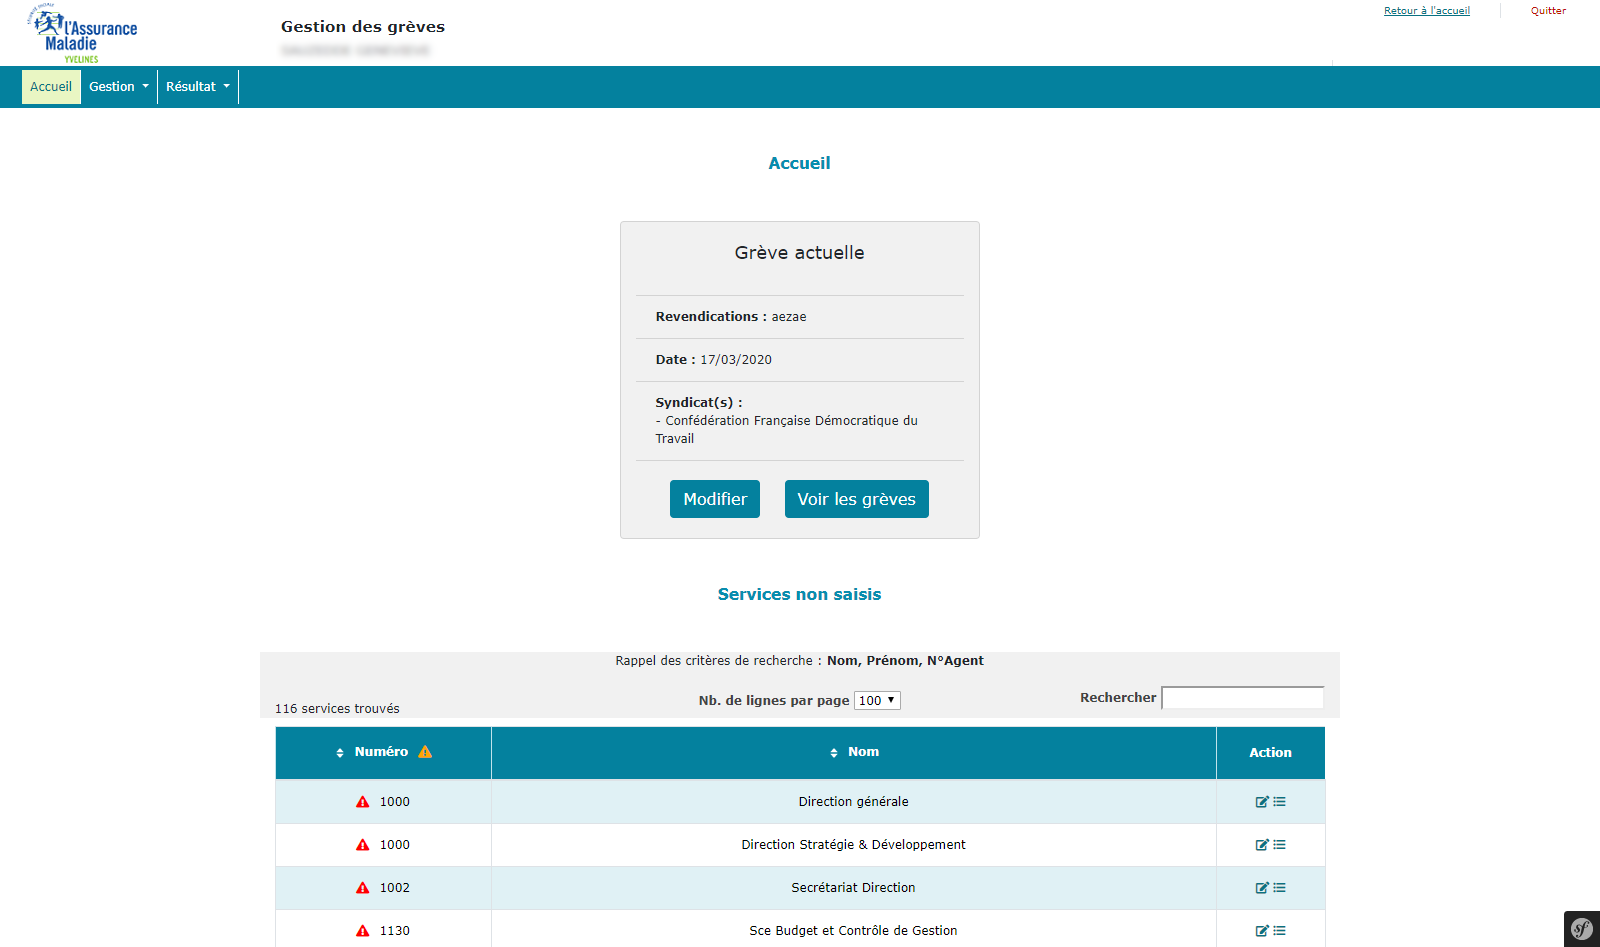 l'Assurance
Maladie
YVELINES
Gestion des grèves
Retour à l'accueil
Quitter
Accueil
Gestion
Résultat
Accueil
Grève actuelle
Revendications : aezae
Date : 17/03/2020
Syndicat(s) :
- Confédération Française Démocratique du
Travail
Modifier
Voir les grèves
Services non saisis
Rappel des critères de recherche : Nom, Prénom, N°Agent
116 services trouvés
Nb. de lignes par page 100
Rechercher
Numéro
Nom
Action
1000
Direction générale
1000
Direction Stratégie & Développement
1002
Secrétariat Direction
1130
Sce Budget et Contrôle de Gestion
sf